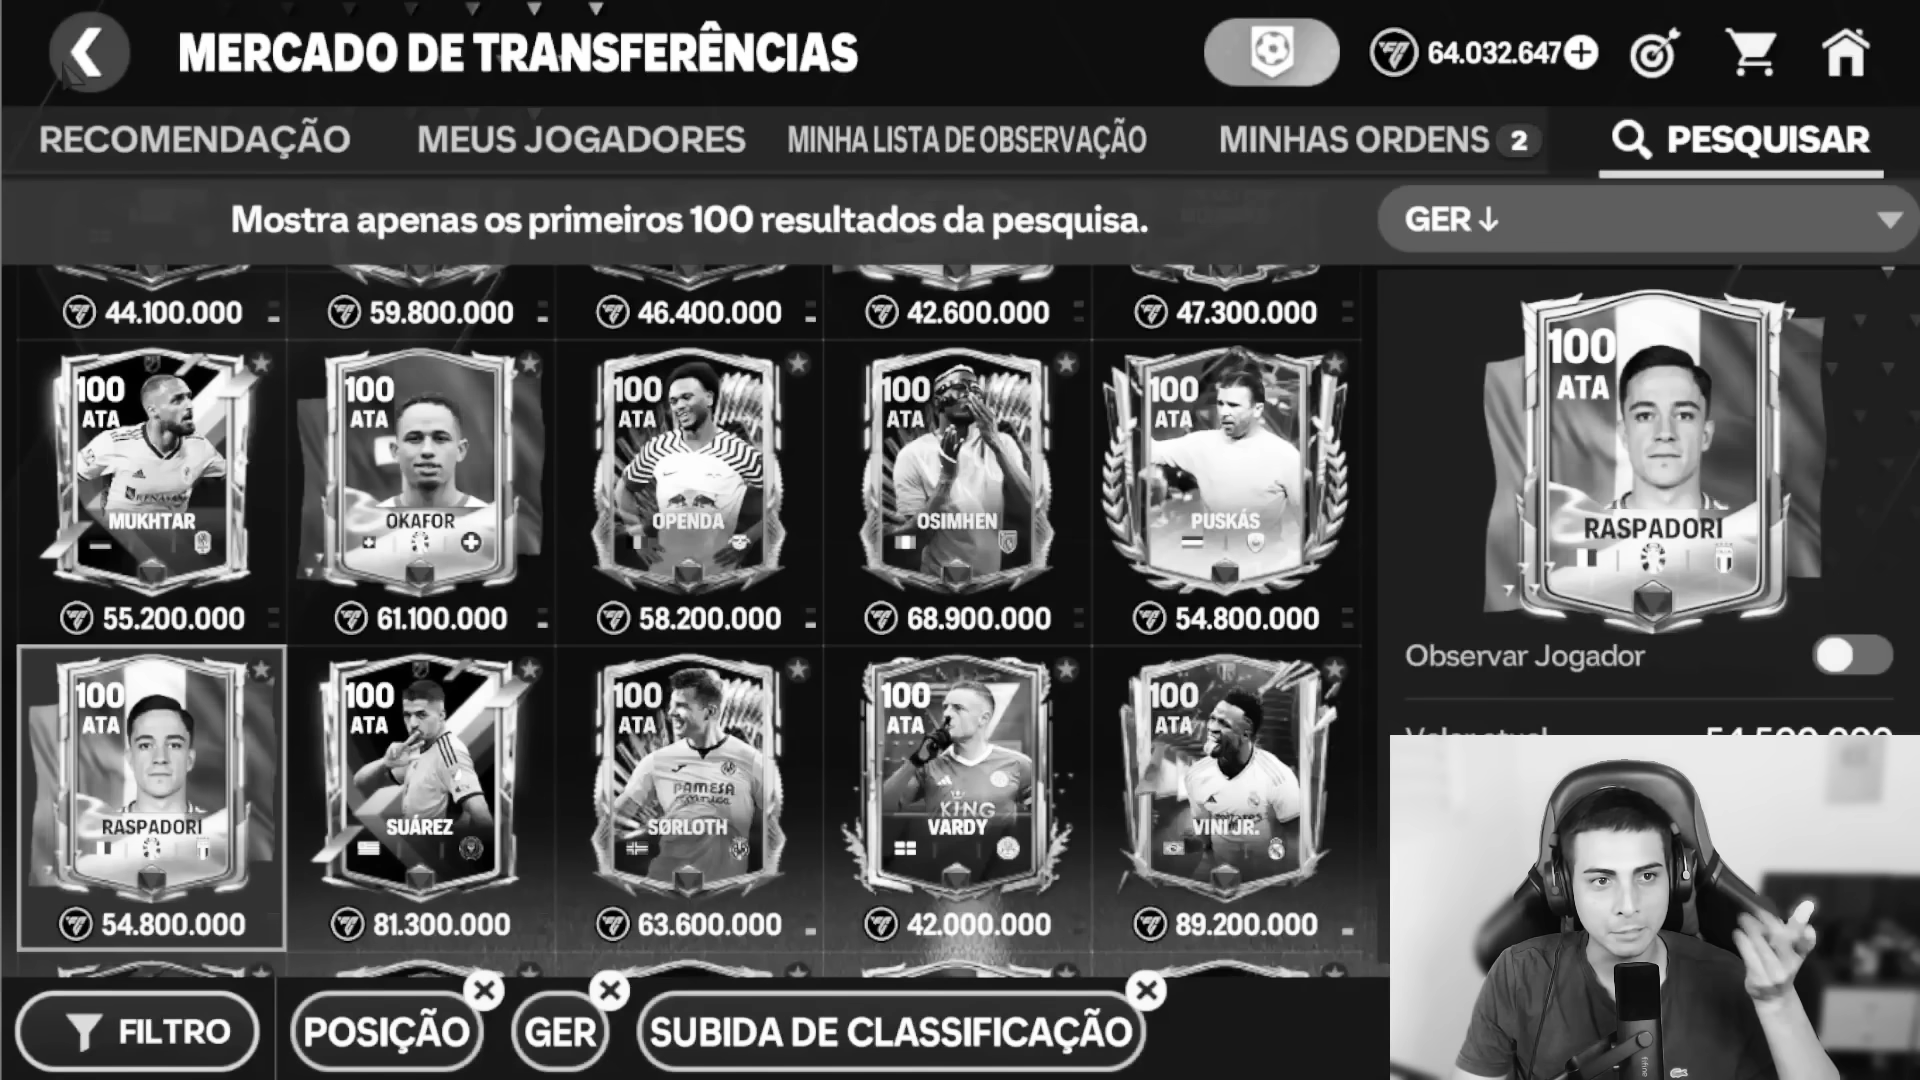 MERCADO DE TRANSFERÊNCIAS
64.032.647
RECOMENDAÇÃO
MEUS JOGADORES
MINHA LISTA DE OBSERVAÇÃO
MINHAS ORDENS 2
PESQUISAR
Mostra apenas os primeiros 100 resultados da pesquisa.
GER ↓
44.100.000
59.800.000
46.400.000
42.600.000
47.300.000
100 ATA MUKHTAR
100 ATA OKAFOR
100 ATA OPENDA
100 ATA OSIMHEN
100 ATA PUSKÁS
55.200.000
61.100.000
58.200.000
68.900.000
54.800.000
100 ATA RASPADORI
100 ATA SUÁREZ
100 ATA PAMESA SØRLOTH
100 ATA KING VARDY
100 ATA VINI JR.
54.800.000
81.300.000
63.600.000
42.000.000
89.200.000
100 ATA RASPADORI
Observar Jogador
Valor atual
FILTRO
POSIÇÃO
GER
SUBIDA DE CLASSIFICAÇÃO